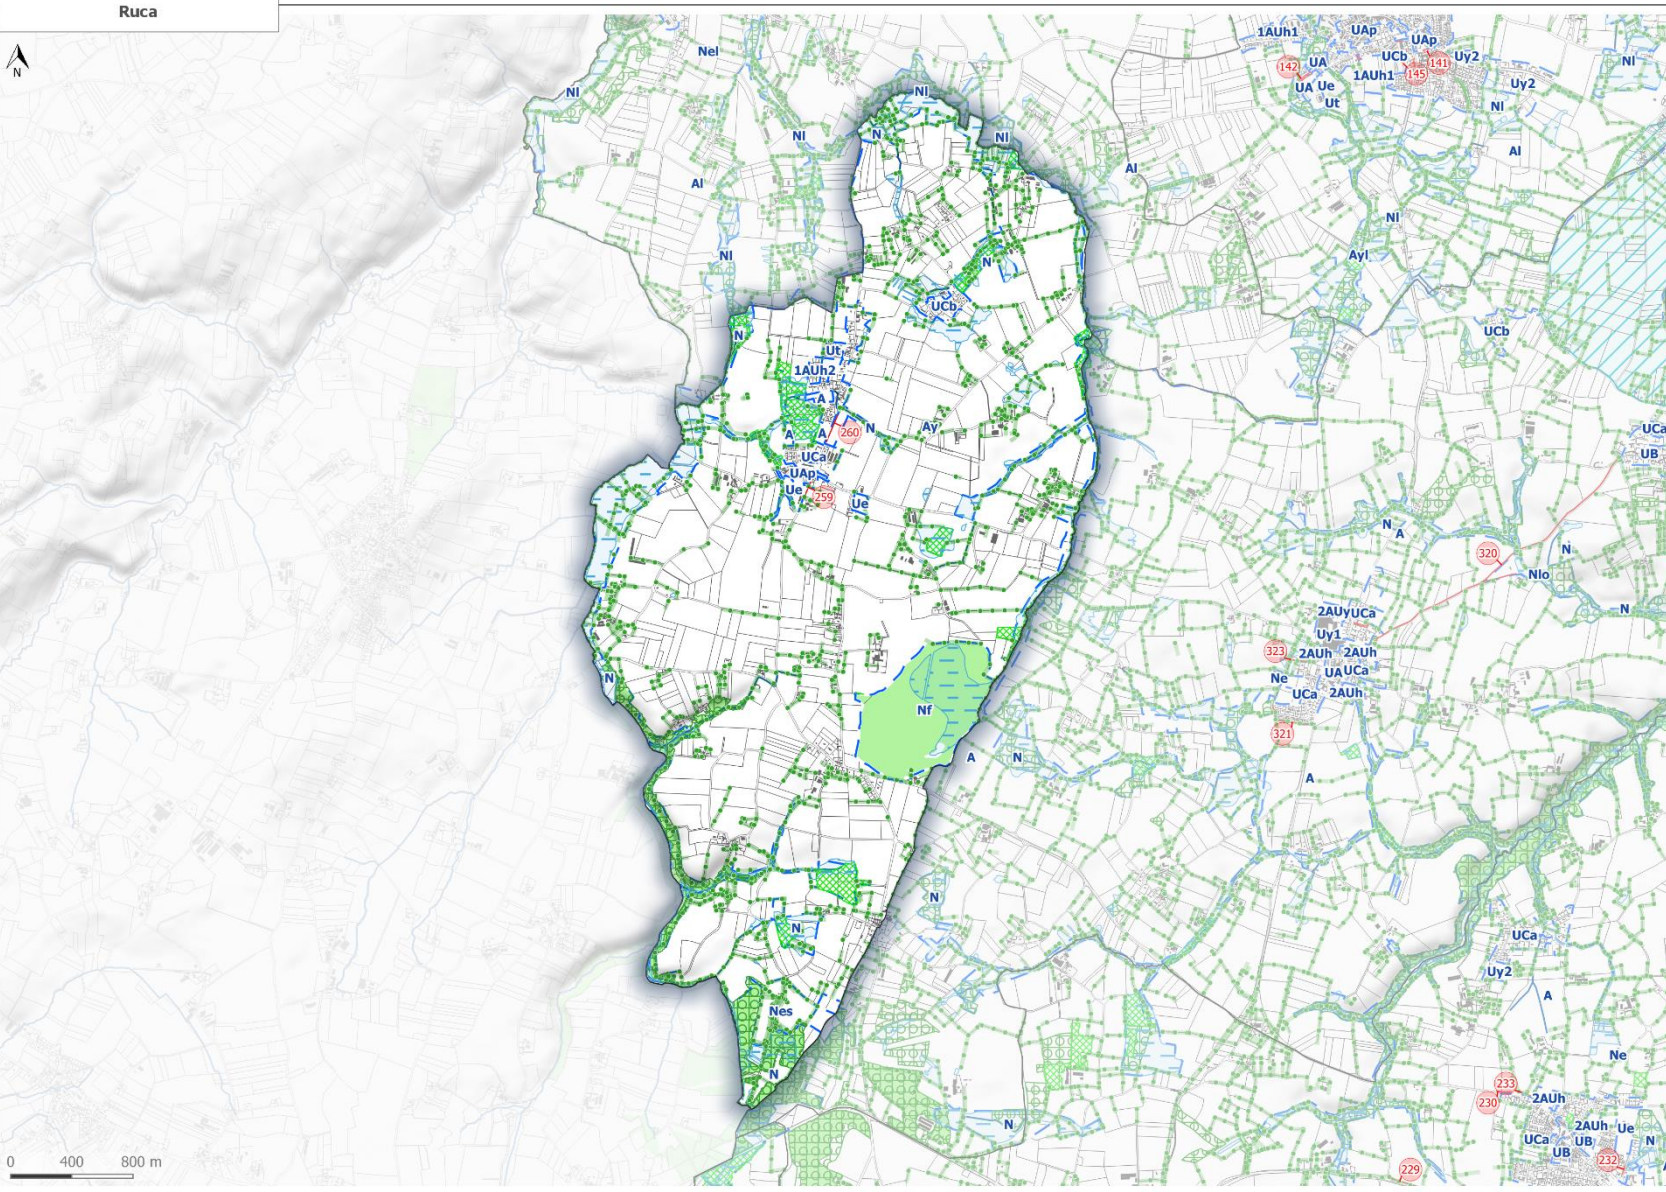 Ruca
N
1AUh1
UAp
UAp
Nel
142
UA
UCb
141
Uy2
Nl
145
1AUh1
Nl
UA
Ue
Uy2
Nl
Ut
Nl
Nl
N
Nl
Al
Al
Al
Nl
Nl
Ayl
N
UCb
UCb
N
Ut
1AUh2
A
A
A
260
N
Ay
UCa
UB
UCa
UAp
Ue
259
Ue
N
A
320
N
Nlo
N
2AUy
UCa
Uy1
323
2AUh
2AUh
N
Ne
UA
UCa
UCa
2AUh
Nf
321
A
N
A
N
N
UCa
Uy2
A
Nes
Ne
N
233
230
2AUh
N
2AUh
Ue
UCa
UB
N
UB
232
229
0 400 800 m